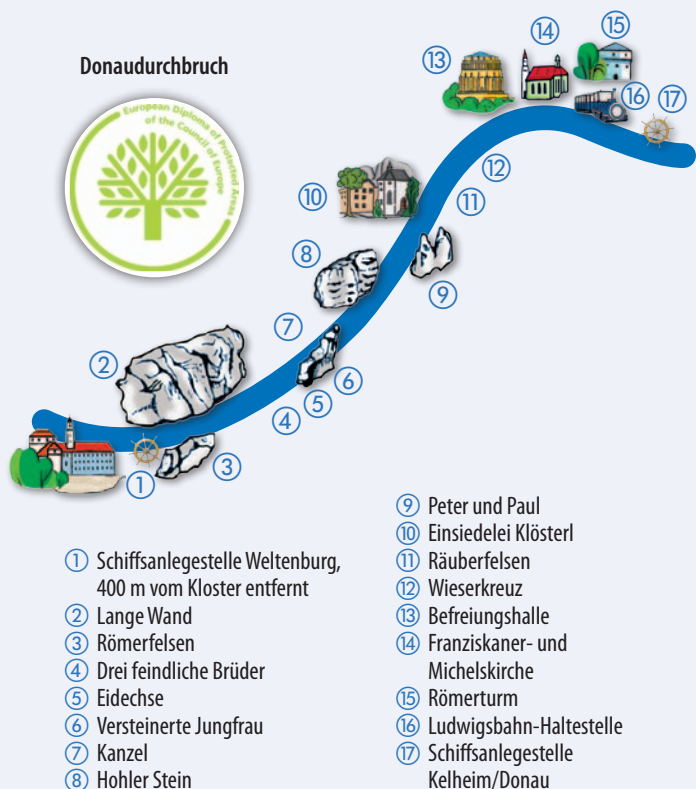 Donaudurchbruch
European Diploma of Protected Areas
of the Council of Europe
⑮
⑭
⑬
⑯ ⑰
⑫
⑩
⑪
⑧
⑨
⑦
②
⑥
⑤
④
③
①
① Schiffsanlegestelle Weltenburg,
400 m vom Kloster entfernt
② Lange Wand
③ Römerfelsen
④ Drei feindliche Brüder
⑤ Eidechse
⑥ Versteinerte Jungfrau
⑦ Kanzel
⑧ Hohler Stein
⑨ Peter und Paul
⑩ Einsiedelei Klösterl
⑪ Räuberfelsen
⑫ Wieserkreuz
⑬ Befreiungshalle
⑭ Franziskaner- und
Michelskirche
⑮ Römerturm
⑯ Ludwigsbahn-Haltestelle
⑰ Schiffsanlegestelle
Kelheim/Donau